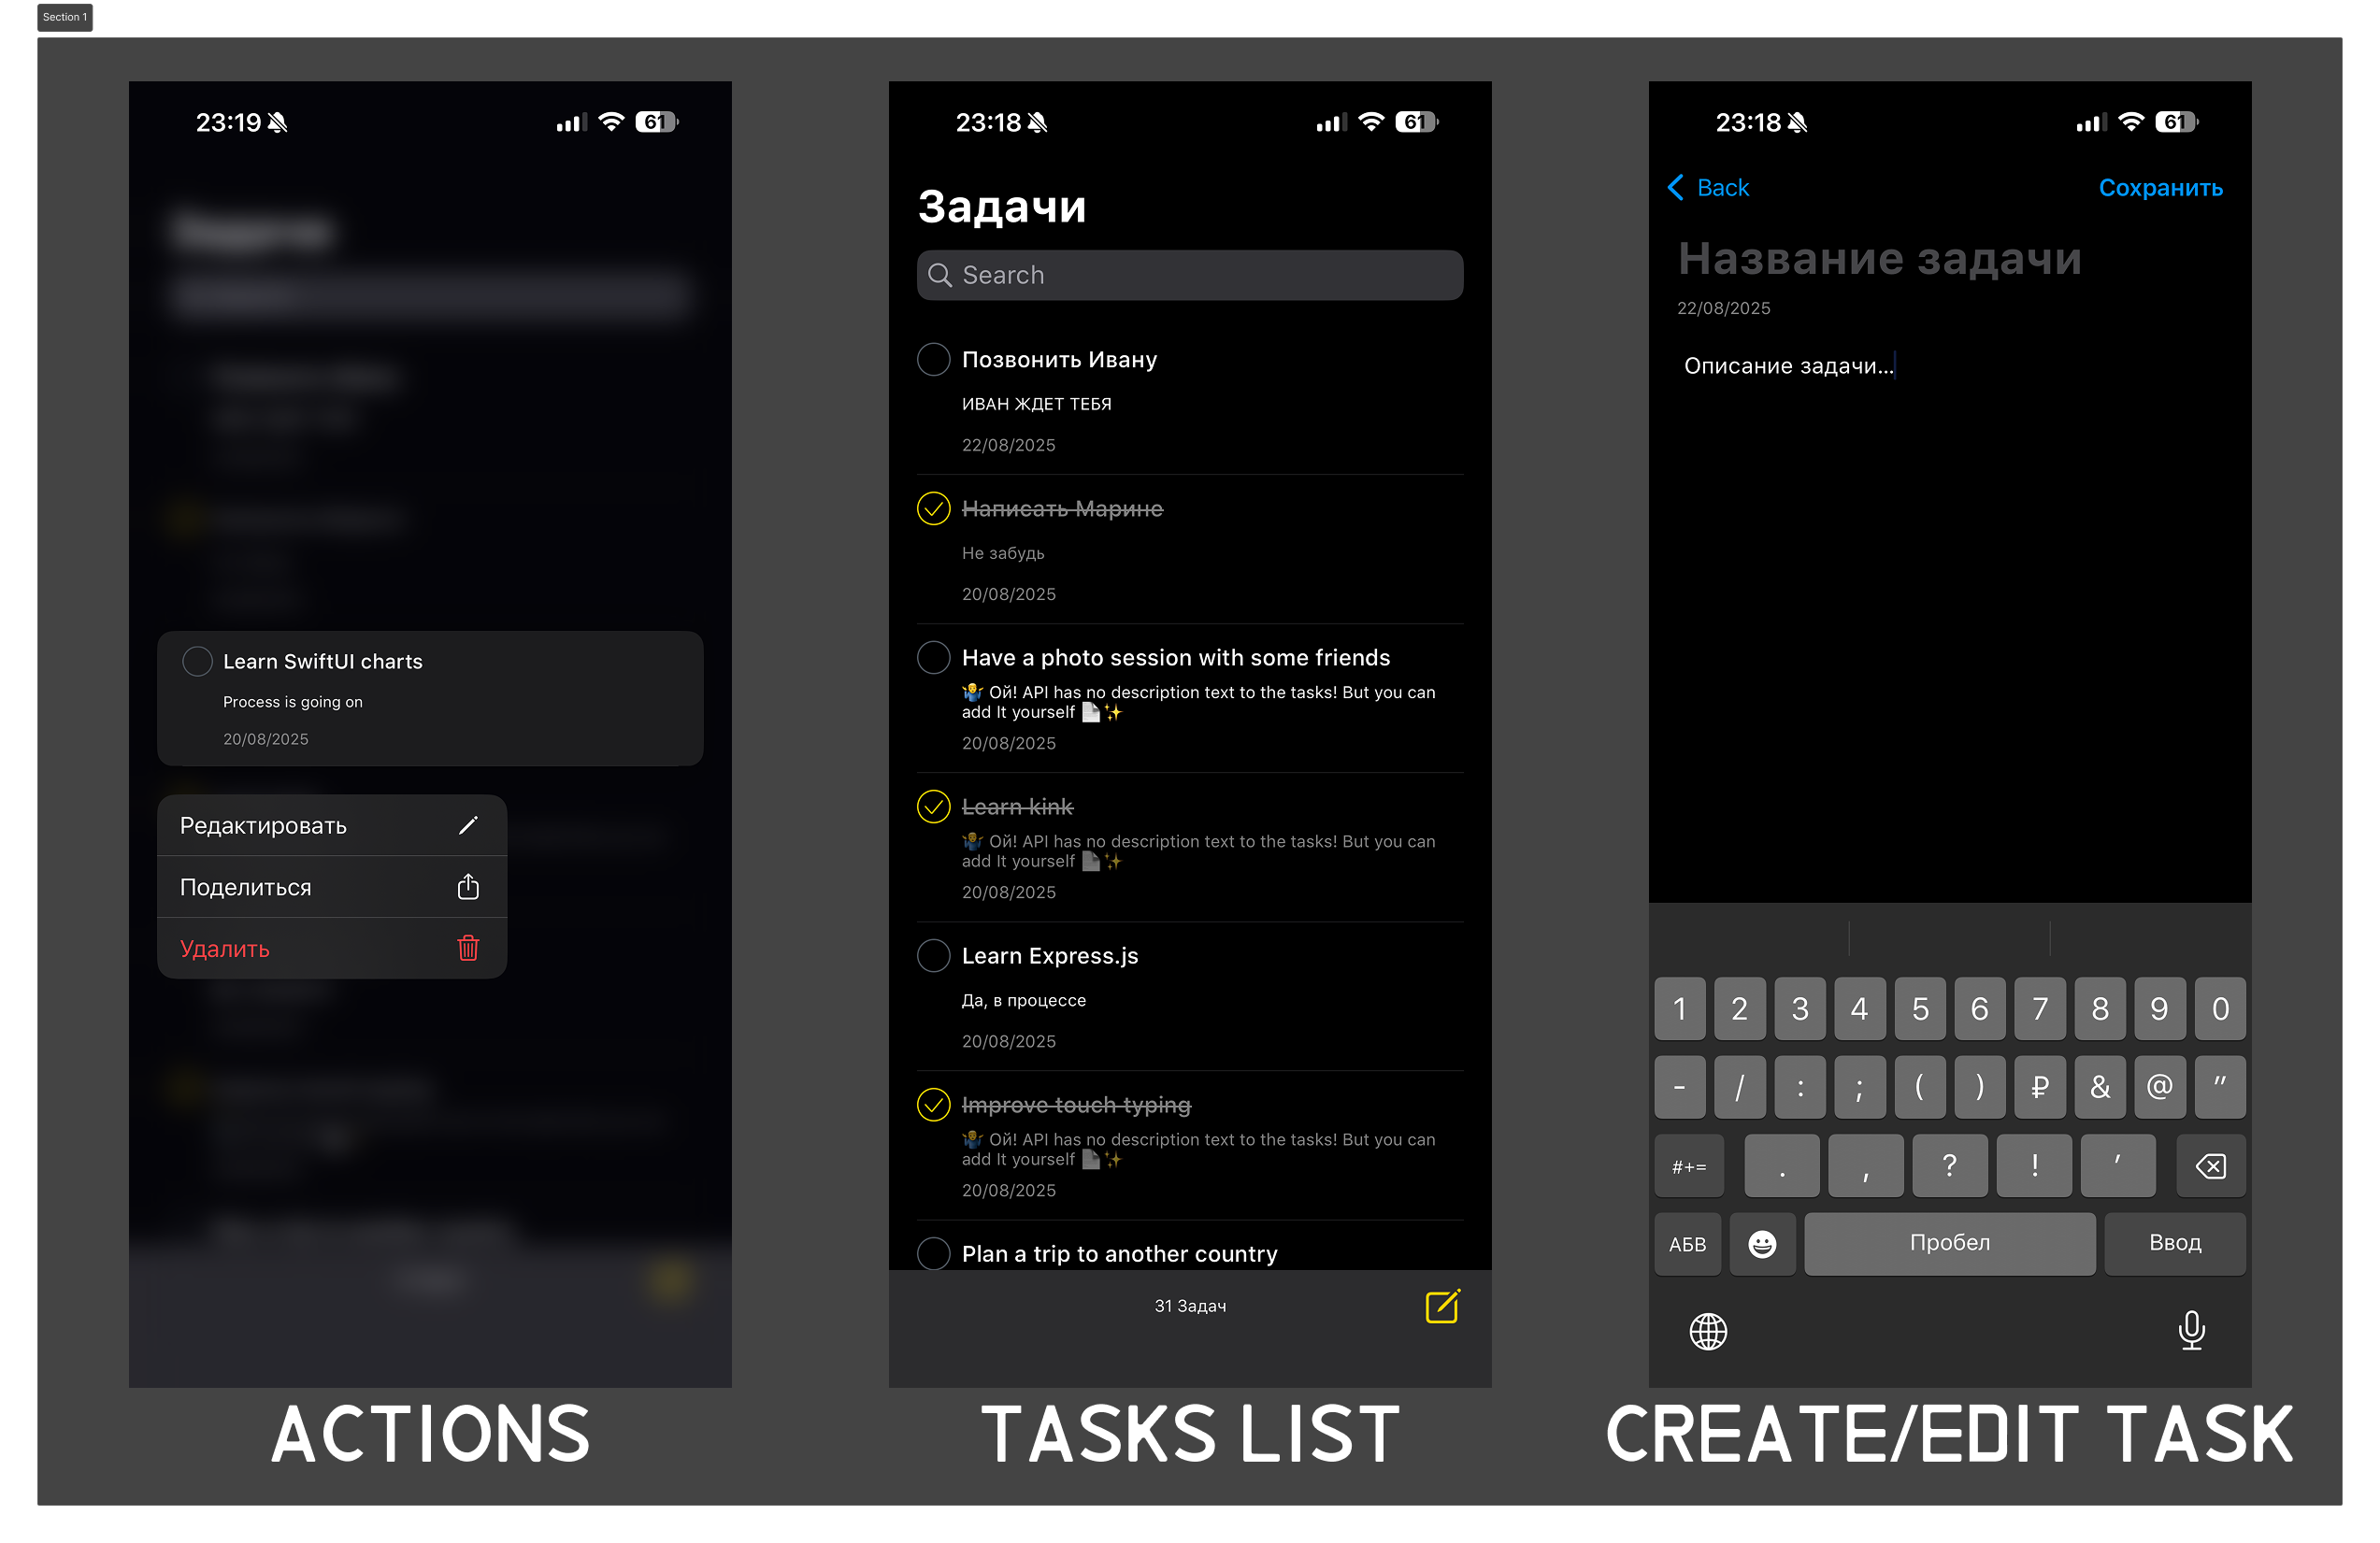 Section 1
23:19
61
Learn SwiftUI charts
Process is going on
20/08/2025
Редактировать
Поделиться
Удалить
ACTIONS
23:18
61
Задачи
Search
Позвонить Ивану
ИВАН ЖДЕТ ТЕБЯ
22/08/2025
Написать Марине
Не забудь
20/08/2025
Have a photo session with some friends
🤷‍♂️ Ой! API has no description text to the tasks! But you can
add It yourself 📄✨
20/08/2025
Learn kink
🤷‍♂️ Ой! API has no description text to the tasks! But you can
add It yourself 📄✨
20/08/2025
Learn Express.js
Да, в процессе
20/08/2025
Improve touch typing
🤷‍♂️ Ой! API has no description text to the tasks! But you can
add It yourself 📄✨
20/08/2025
Plan a trip to another country
31 Задач
TASKS LIST
23:18
61
Back Сохранить
Название задачи
22/08/2025
Описание задачи...
1 2 3 4 5 6 7 8 9 0
- / : ; ( ) ₽ & @ "
#+= . , ? ! '
АБВ Пробел Ввод
CREATE/EDIT TASK